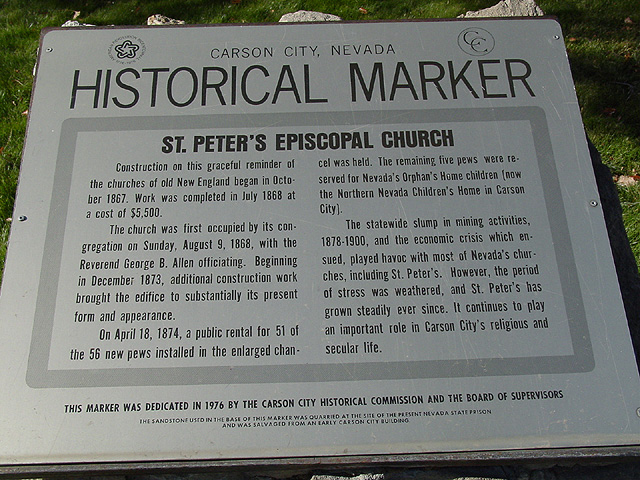 CARSON CITY, NEVADA
HISTORICAL MARKER
ST. PETER'S EPISCOPAL CHURCH
Construction on this graceful reminder of
the churches of old New England began in Octo-
ber 1867. Work was completed in July 1868 at
a cost of $5,500.
The church was first occupied by its con-
gregation on Sunday, August 9, 1868, with the
Reverend George B. Allen officiating. Beginning
in December 1873, additional construction work
brought the edifice to substantially its present
form and appearance.
On April 18, 1874, a public rental for 51 of
the 56 new pews installed in the enlarged chan-
cel was held. The remaining five pews were re-
served for Nevada's Orphan's Home children (now
the Northern Nevada Children's Home in Carson
City).
The statewide slump in mining activities,
1878-1900, and the economic crisis which en-
sued, played havoc with most of Nevada's chur-
ches, including St. Peter's. However, the period
of stress was weathered, and St. Peter's has
grown steadily ever since. It continues to play
an important role in Carson City's religious and
secular life.
THIS MARKER WAS DEDICATED IN 1976 BY THE CARSON CITY HISTORICAL COMMISSION AND THE BOARD OF SUPERVISORS
THE SANDSTONE USED IN THE BASE OF THIS MARKER WAS QUARRIED AT THE SITE OF THE PRESENT NEVADA STATE PRISON
AND WAS SALVAGED FROM AN EARLY CARSON CITY BUILDING.